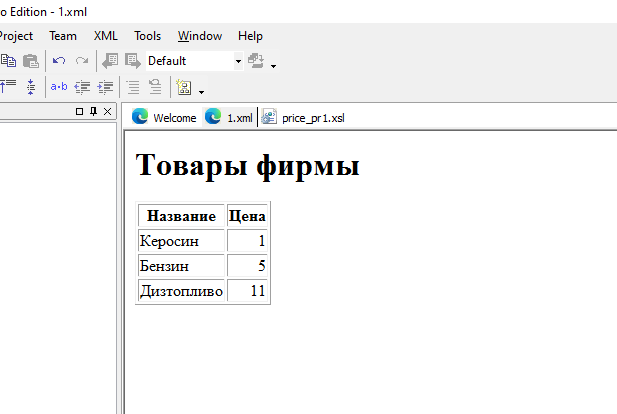 o Edition - 1.xml
Project Team XML Tools Window Help
Default
a•b
Welcome 1.xml price_pr1.xsl
Товары фирмы
Название Цена
Керосин 1
Бензин 5
Дизтопливо 11